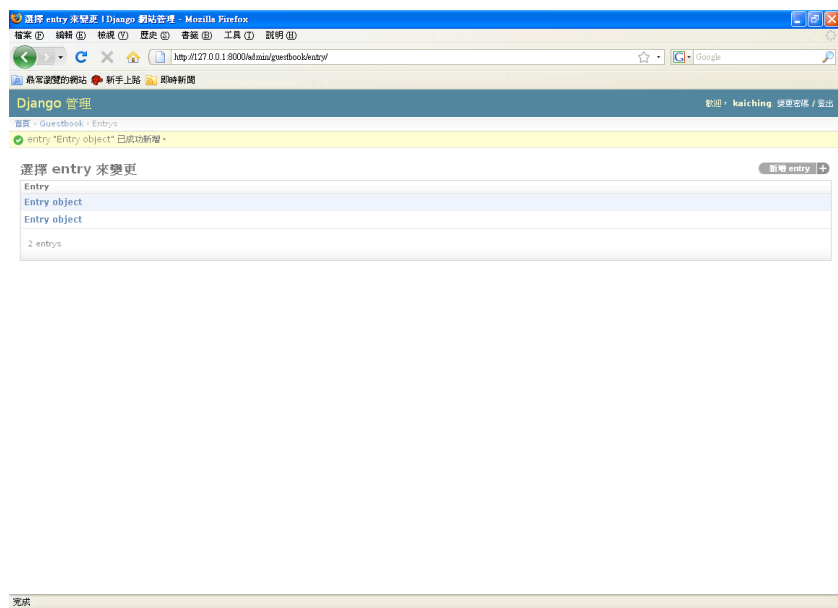 選擇 entry 來變更 | Django 網站管理 - Mozilla Firefox
檔案(F) 編輯(E) 檢視(V) 歷史(S) 書籤(B) 工具(T) 說明(H)
http://127.0.0.1:8000/admin/guestbook/entry/ G Google
最常瀏覽的網站 新手上路 即時新聞
Django 管理 歡迎, kaiching. 變更密碼 / 登出
首頁 › Guestbook › Entrys
entry "Entry object" 已成功新增。
選擇 entry 來變更 新增 entry
Entry
Entry object
Entry object
2 entrys
完成